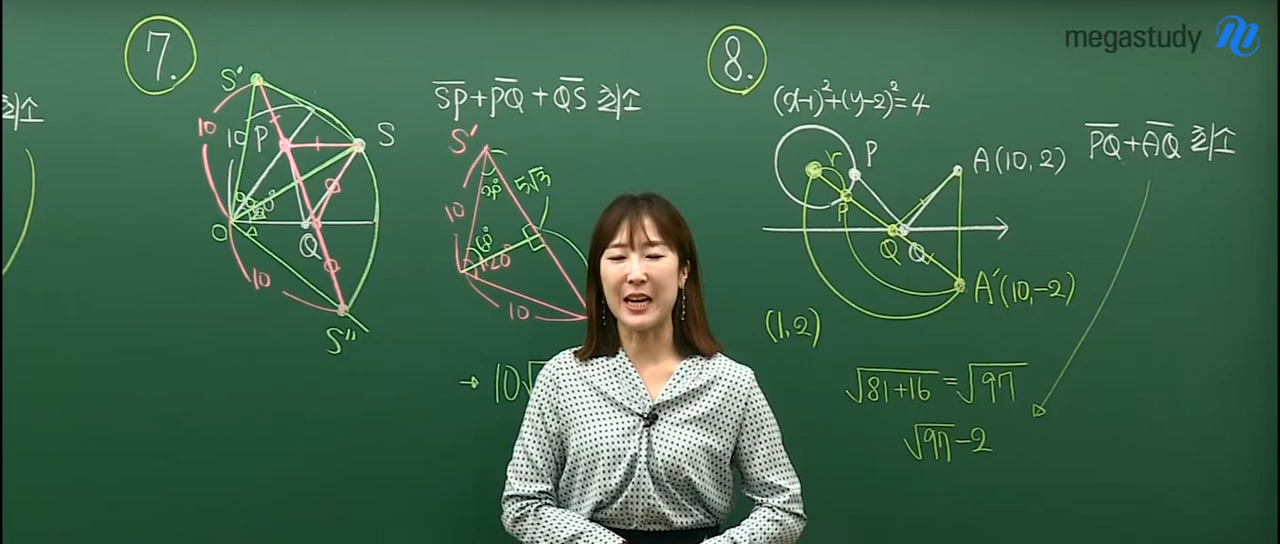 megastudy
최소
7.
S′
10
10
P
S
60°
O
Q
10
S″
SP+PQ+QS 최소
S′
30°
5√3
10
60°
120°
10
→ 10√
8.
(x-1)²+(y-2)²=4
PQ+AQ 최소
r
P
P
A(10,2)
Q
Q
A′(10,-2)
(1,2)
√81+16=√97
√97-2